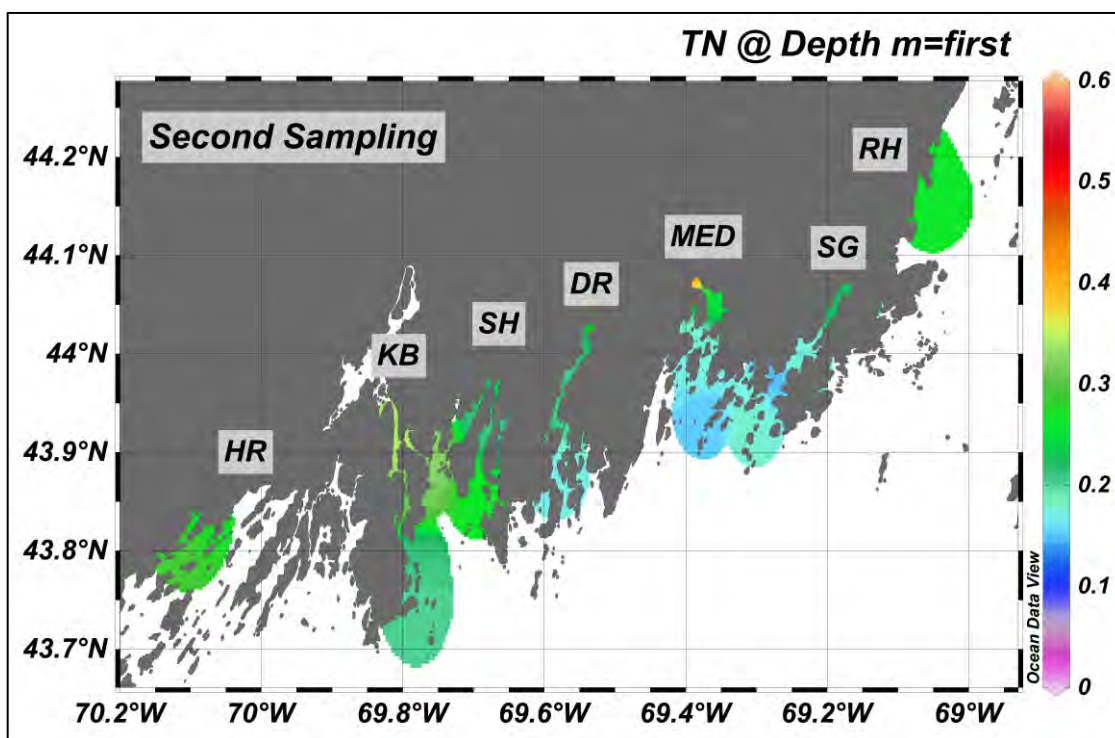 TN @ Depth m=first
Second Sampling
0.6
0.5
0.4
0.3
0.2
0.1
0
44.2°N
44.1°N
44°N
43.9°N
43.8°N
43.7°N
RH
MED
SG
DR
SH
KB
HR
Ocean Data View
70.2°W
70°W
69.8°W
69.6°W
69.4°W
69.2°W
69°W